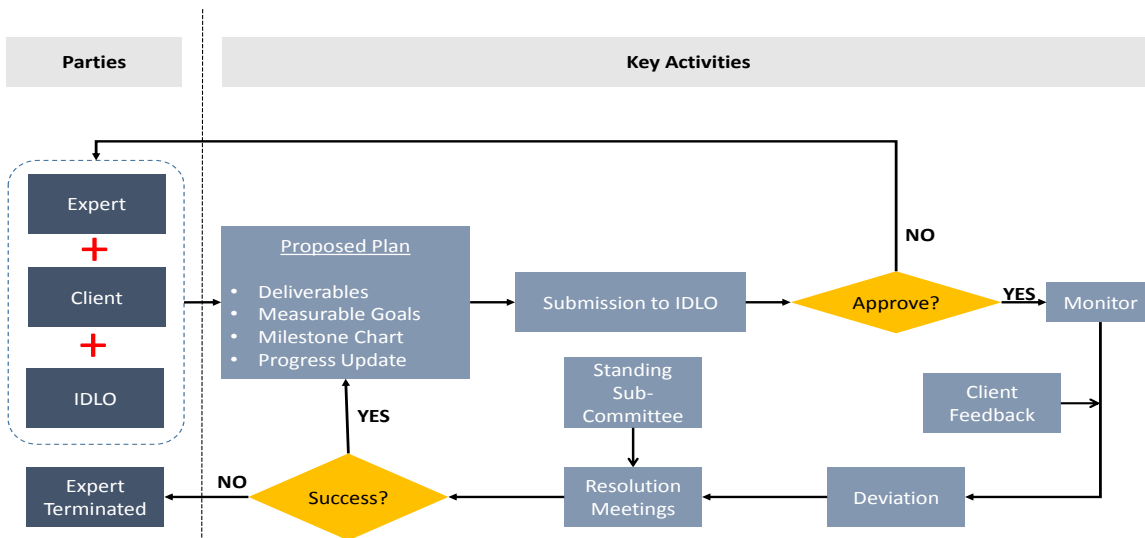 Parties
Key Activities
Expert
+
Client
+
IDLO
Proposed Plan
• Deliverables
• Measurable Goals
• Milestone Chart
• Progress Update
Submission to IDLO
Approve?
NO
YES
Monitor
Client
Feedback
Standing
Sub-
Committee
YES
Expert
Terminated
NO
Success?
Resolution
Meetings
Deviation